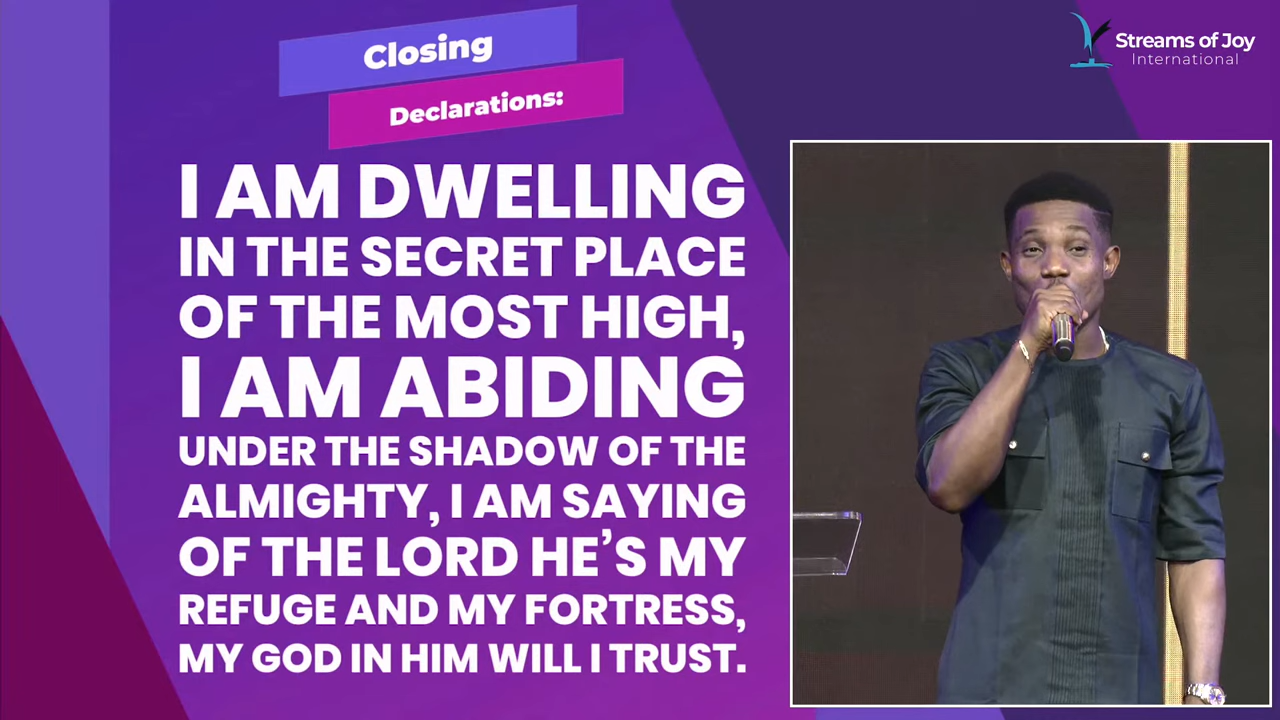 Closing
Declarations:
I AM DWELLING
IN THE SECRET PLACE
OF THE MOST HIGH,
I AM ABIDING
UNDER THE SHADOW OF THE
ALMIGHTY, I AM SAYING
OF THE LORD HE'S MY
REFUGE AND MY FORTRESS,
MY GOD IN HIM WILL I TRUST.
Streams of Joy
International